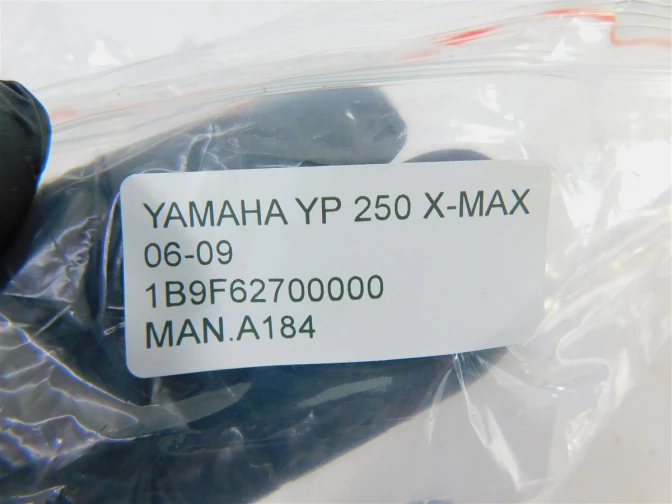 YAMAHA YP 250 X-MAX
06-09
1B9F62700000
MAN.A184